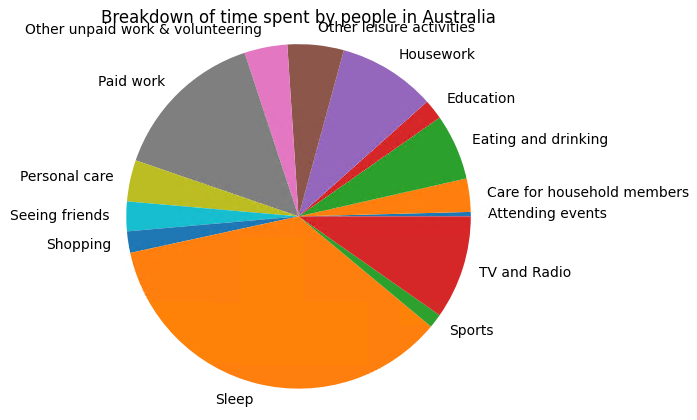 Breakdown of time spent by people in Australia
Other unpaid work & volunteering
Other leisure activities
Housework
Paid work
Education
Eating and drinking
Personal care
Care for household members
Seeing friends
Attending events
Shopping
TV and Radio
Sports
Sleep